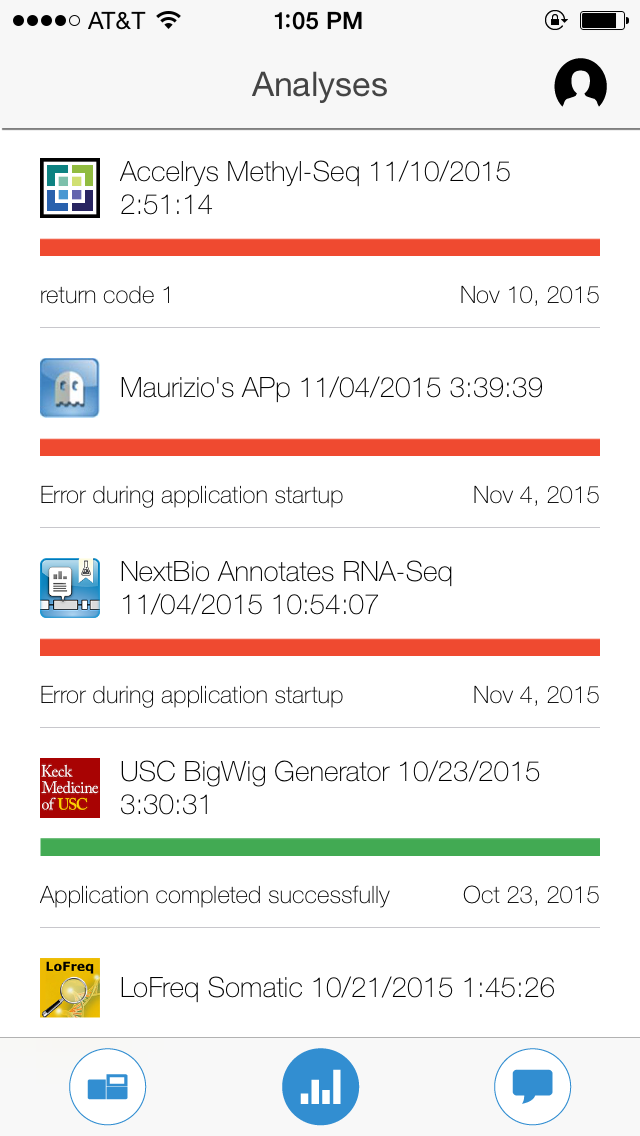 AT&T 1:05 PM
Analyses
Accelrys Methyl-Seq 11/10/2015
2:51:14
return code 1 Nov 10, 2015
Maurizio's APp 11/04/2015 3:39:39
Error during application startup Nov 4, 2015
NextBio Annotates RNA-Seq
11/04/2015 10:54:07
Error during application startup Nov 4, 2015
Keck
Medicine
of USC
USC BigWig Generator 10/23/2015
3:30:31
Application completed successfully Oct 23, 2015
LoFreq
LoFreq Somatic 10/21/2015 1:45:26